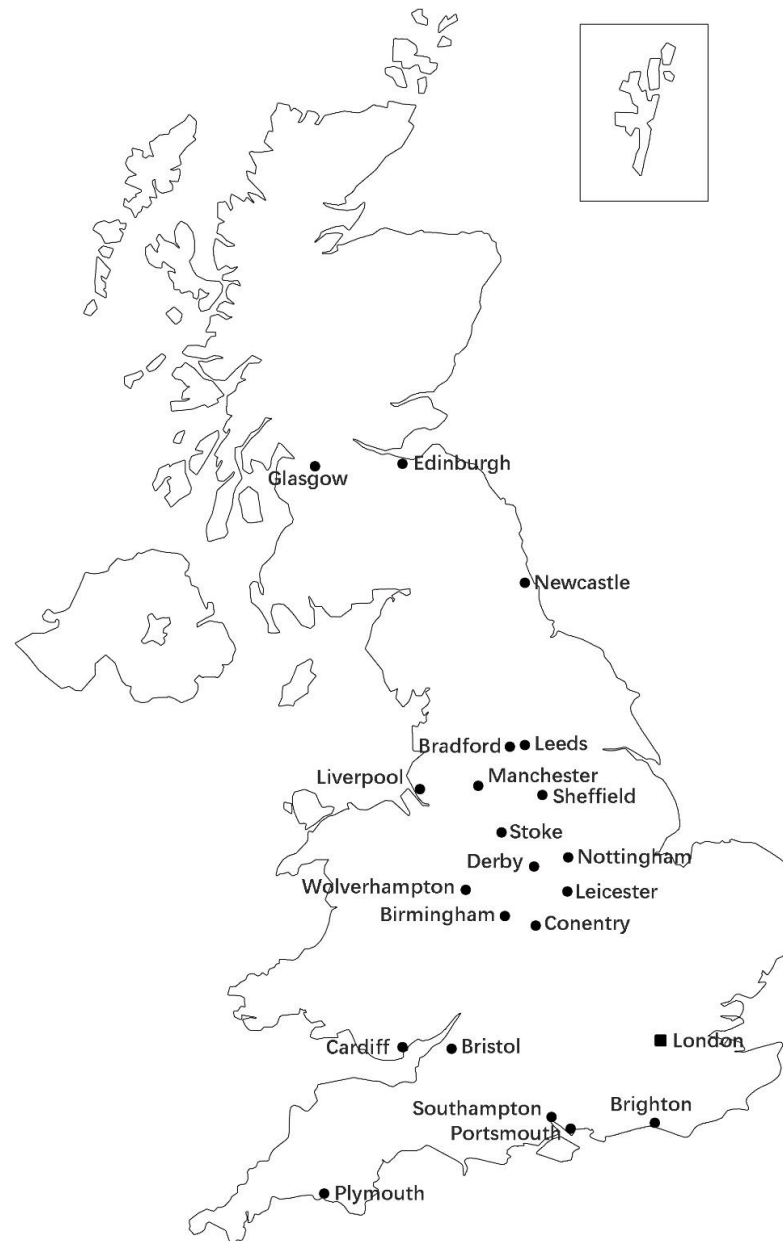 Edinburgh
Glasgow
Newcastle
Leeds
Bradford
Manchester
Liverpool
Sheffield
Stoke
Nottingham
Derby
Wolverhampton
Leicester
Birmingham
Conentry
London
Cardiff
Bristol
Brighton
Southampton
Portsmouth
Plymouth